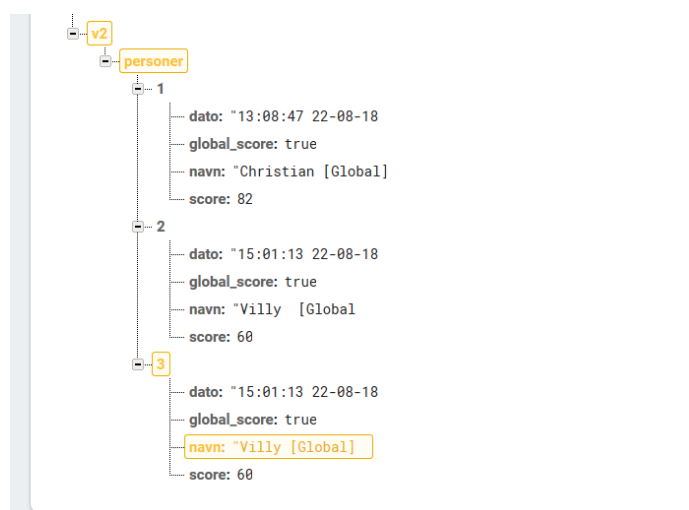 v2
personer
1
dato: "13:08:47 22-08-18
global_score: true
navn: "Christian [Global]
score: 82
2
dato: "15:01:13 22-08-18
global_score: true
navn: "Villy  [Global
score: 60
3
dato: "15:01:13 22-08-18
global_score: true
navn: "Villy [Global]
score: 60